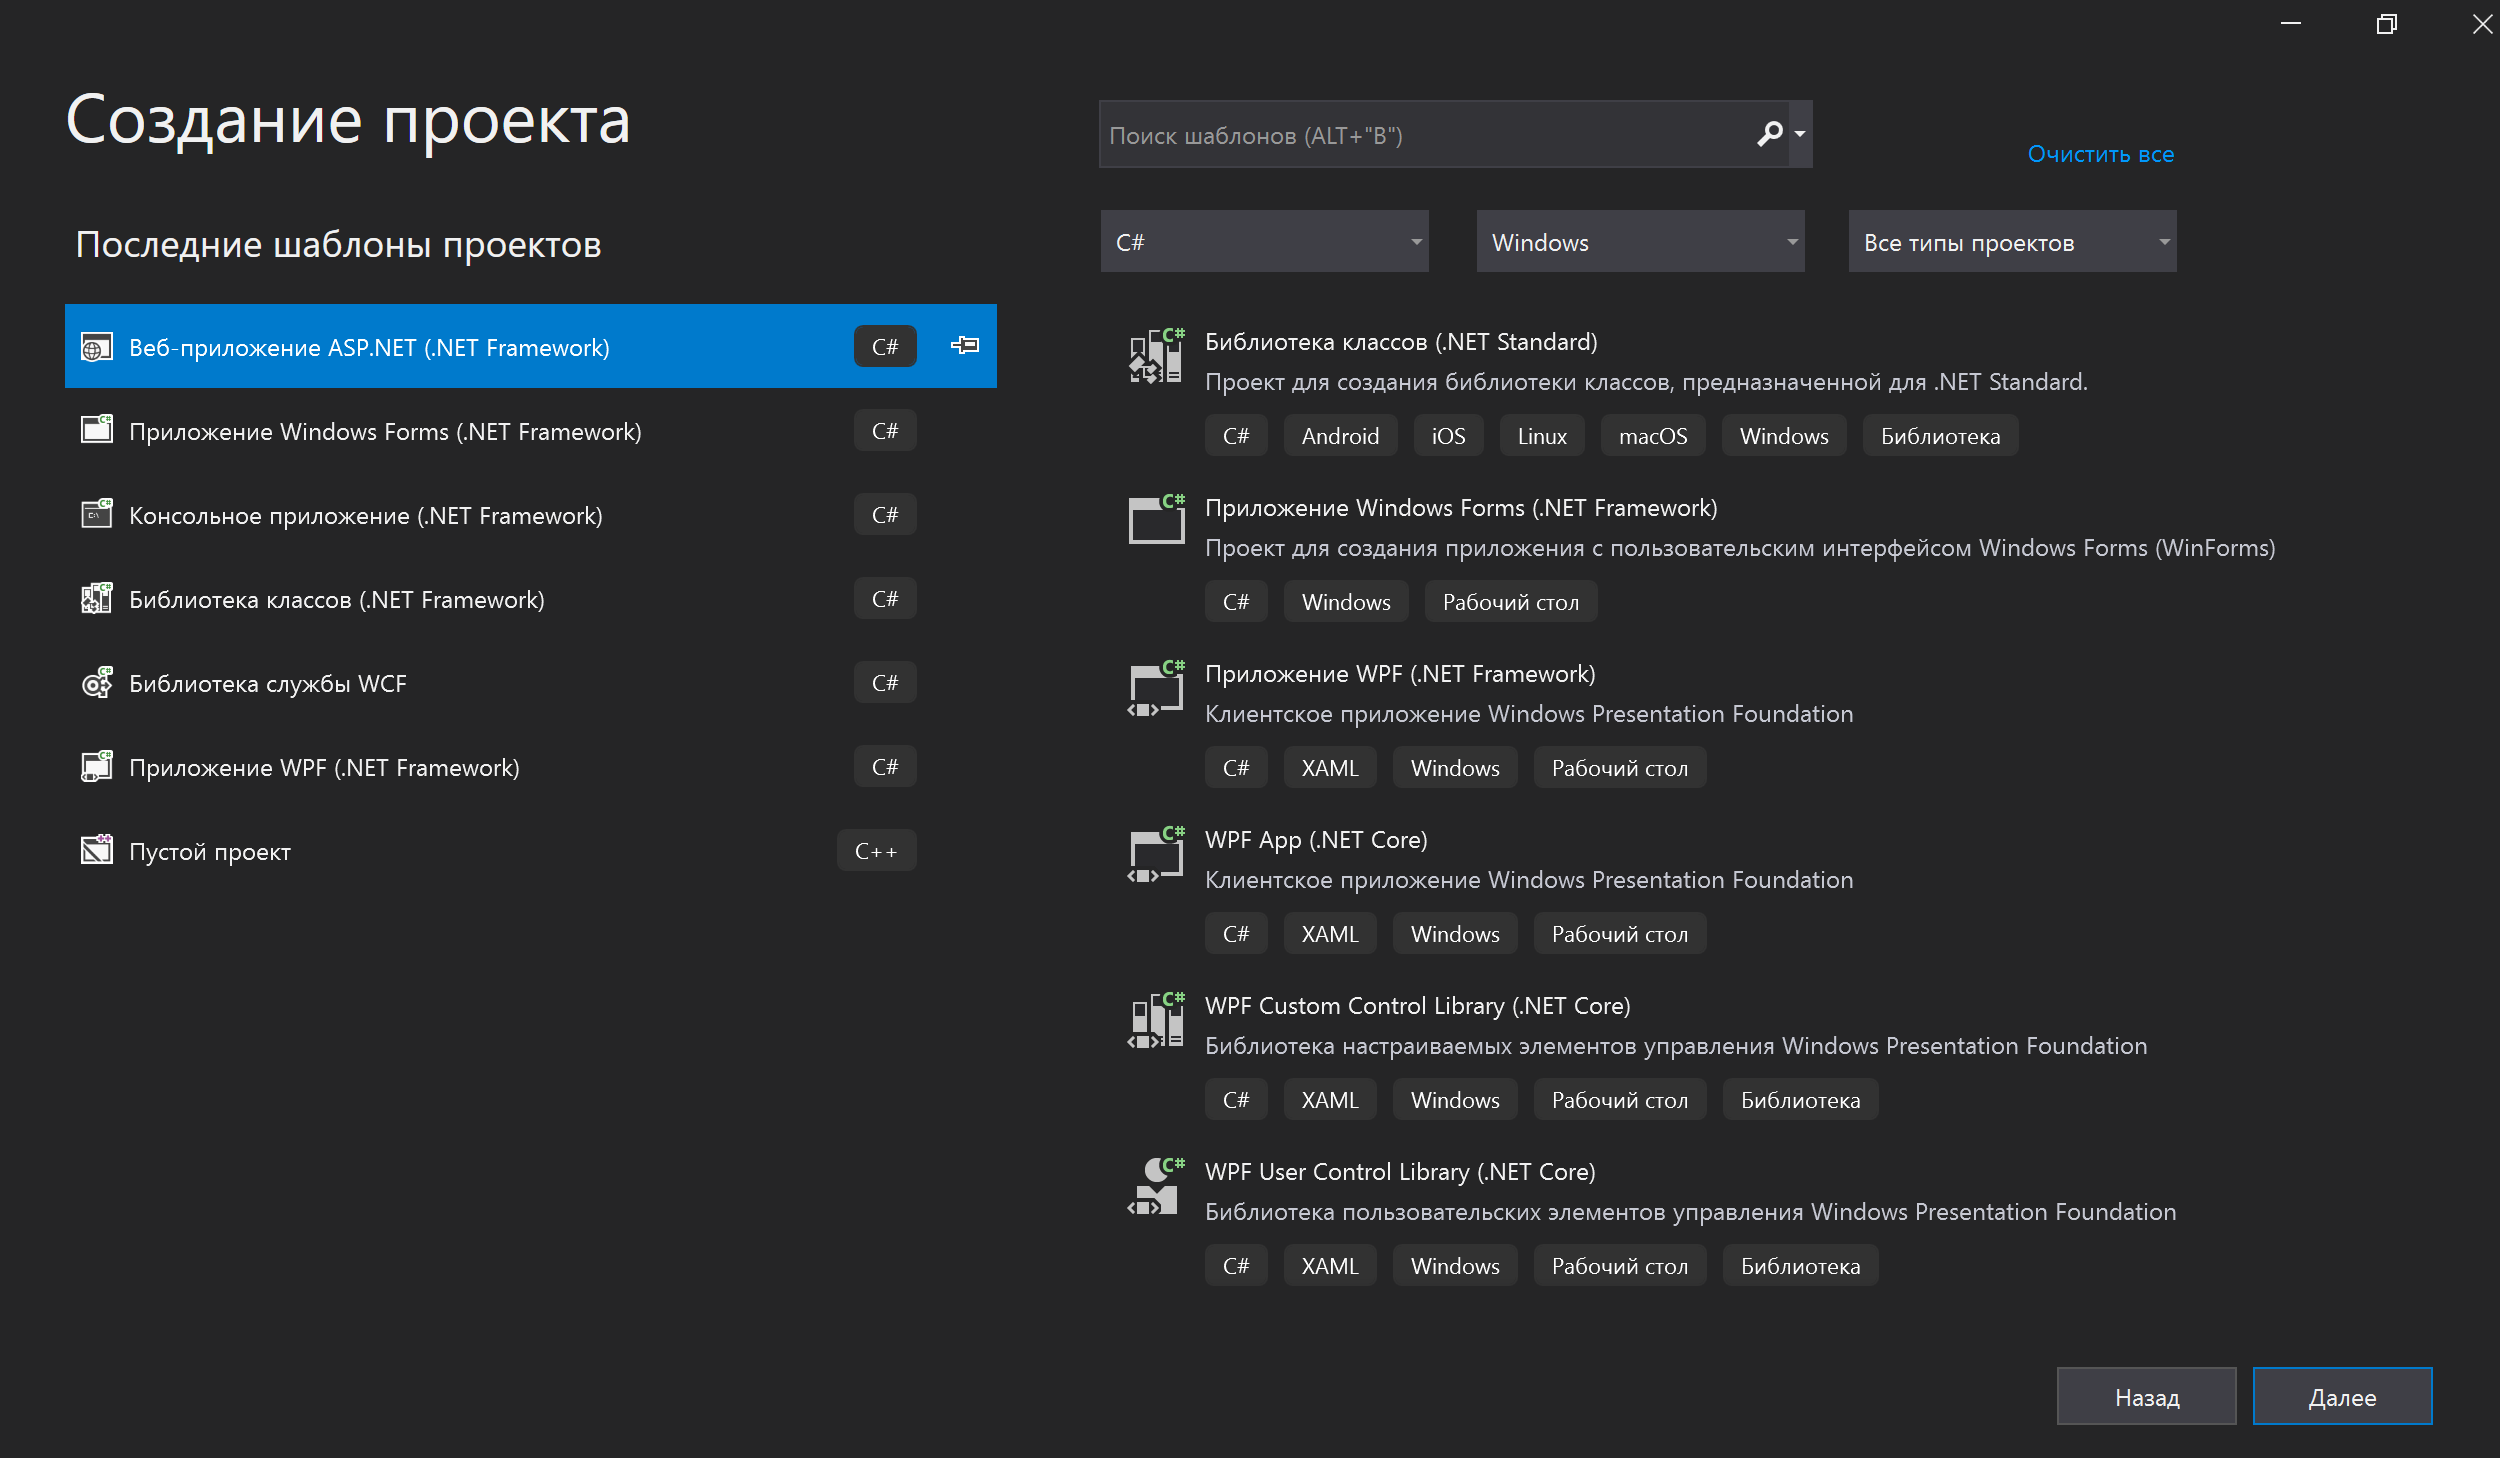 Создание проекта
Поиск шаблонов (ALT+"B")
Очистить все
Последние шаблоны проектов
C# Windows Все типы проектов
Веб-приложение ASP.NET (.NET Framework) C#
Приложение Windows Forms (.NET Framework) C#
Консольное приложение (.NET Framework) C#
Библиотека классов (.NET Framework) C#
Библиотека службы WCF C#
Приложение WPF (.NET Framework) C#
Пустой проект C++
Библиотека классов (.NET Standard)
Проект для создания библиотеки классов, предназначенной для .NET Standard.
C# Android iOS Linux macOS Windows Библиотека
Приложение Windows Forms (.NET Framework)
Проект для создания приложения с пользовательским интерфейсом Windows Forms (WinForms)
C# Windows Рабочий стол
Приложение WPF (.NET Framework)
Клиентское приложение Windows Presentation Foundation
C# XAML Windows Рабочий стол
WPF App (.NET Core)
Клиентское приложение Windows Presentation Foundation
C# XAML Windows Рабочий стол
WPF Custom Control Library (.NET Core)
Библиотека настраиваемых элементов управления Windows Presentation Foundation
C# XAML Windows Рабочий стол Библиотека
WPF User Control Library (.NET Core)
Библиотека пользовательских элементов управления Windows Presentation Foundation
C# XAML Windows Рабочий стол Библиотека
Назад Далее